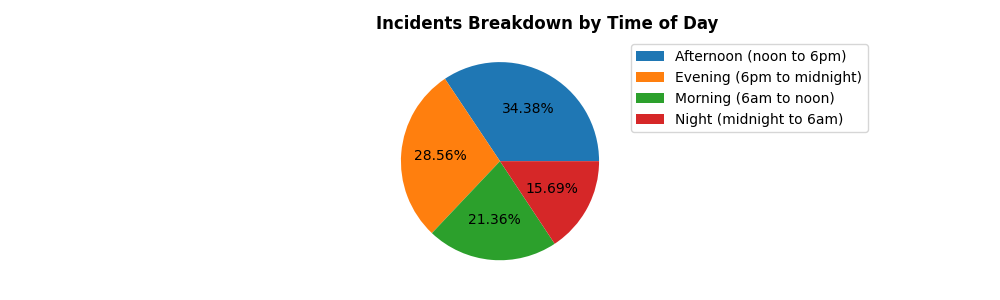 Incidents Breakdown by Time of Day
Afternoon (noon to 6pm)
Evening (6pm to midnight)
Morning (6am to noon)
Night (midnight to 6am)
34.38%
28.56%
15.69%
21.36%